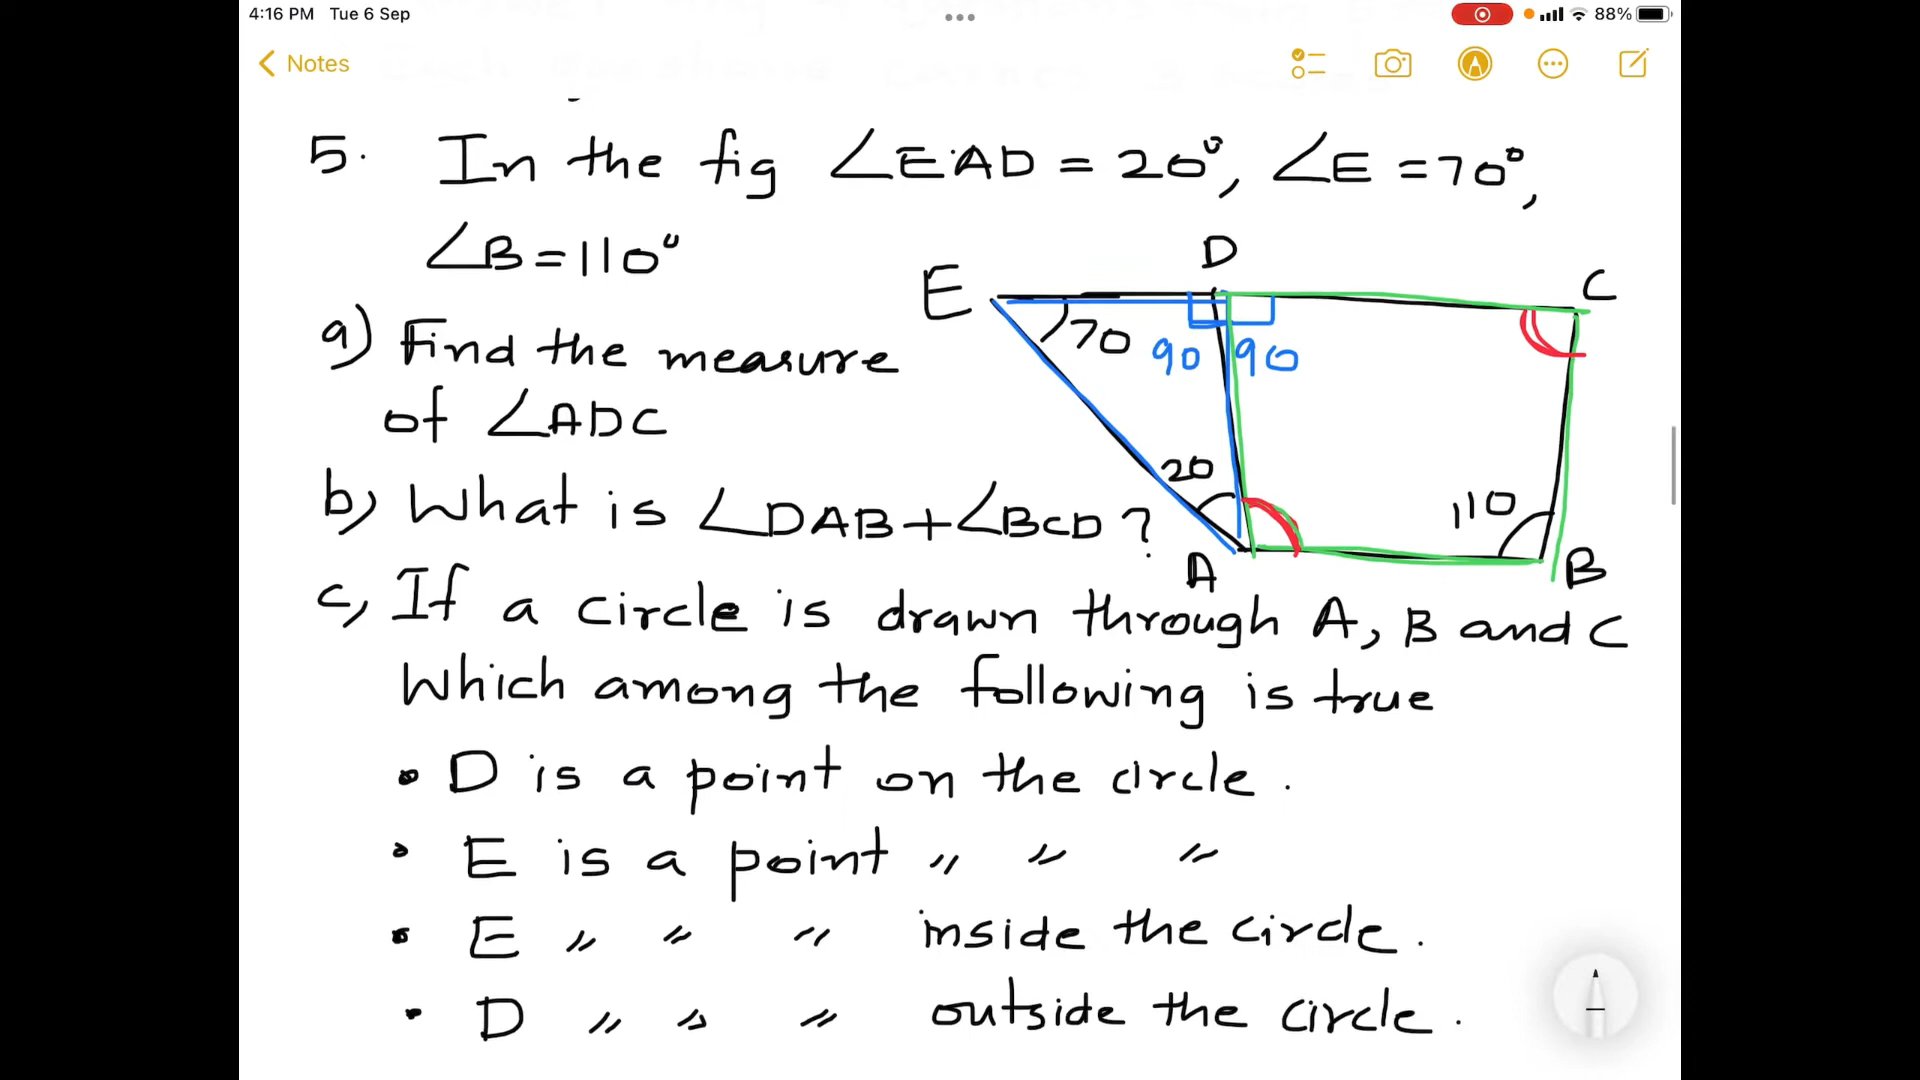 4:16 PM Tue 6 Sep
88%
Notes
5. In the fig ∠EAD = 20°, ∠E = 70°,
∠B = 110°
a) Find the measure
of ∠ADC
b) What is ∠DAB + ∠BCD ?
c, If a circle is drawn through A, B and C
which among the following is true
• D is a point on the circle.
• E is a point " " "
• E " " " inside the circle.
• D " " " outside the circle.
E
D
C
70
90
90
20
110
A
B